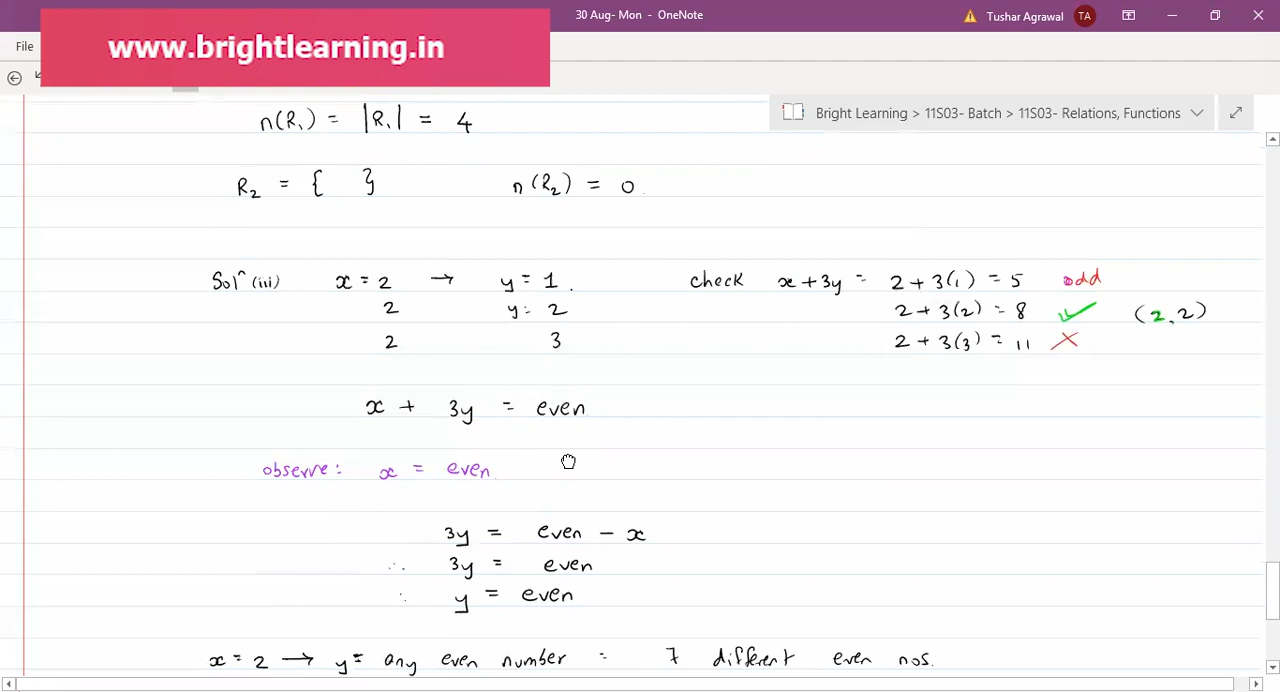 30 Aug- Mon - OneNote
Tushar Agrawal TA
www.brightlearning.in
File
Bright Learning > 11S03- Batch > 11S03- Relations, Functions
n(R₁) = |R₁| = 4
R₂ = { } n(R₂) = 0
Solⁿ (iii) x = 2 → y = 1. check x + 3y = 2 + 3(1) = 5 odd
2 y = 2 2 + 3(2) = 8 ✓ (2, 2)
2 3 2 + 3(3) = 11 ✗
x + 3y = even
observe: x = even.
3y = even - x
∴ 3y = even
∴ y = even
x = 2 → y = any even number = 7 different even nos.